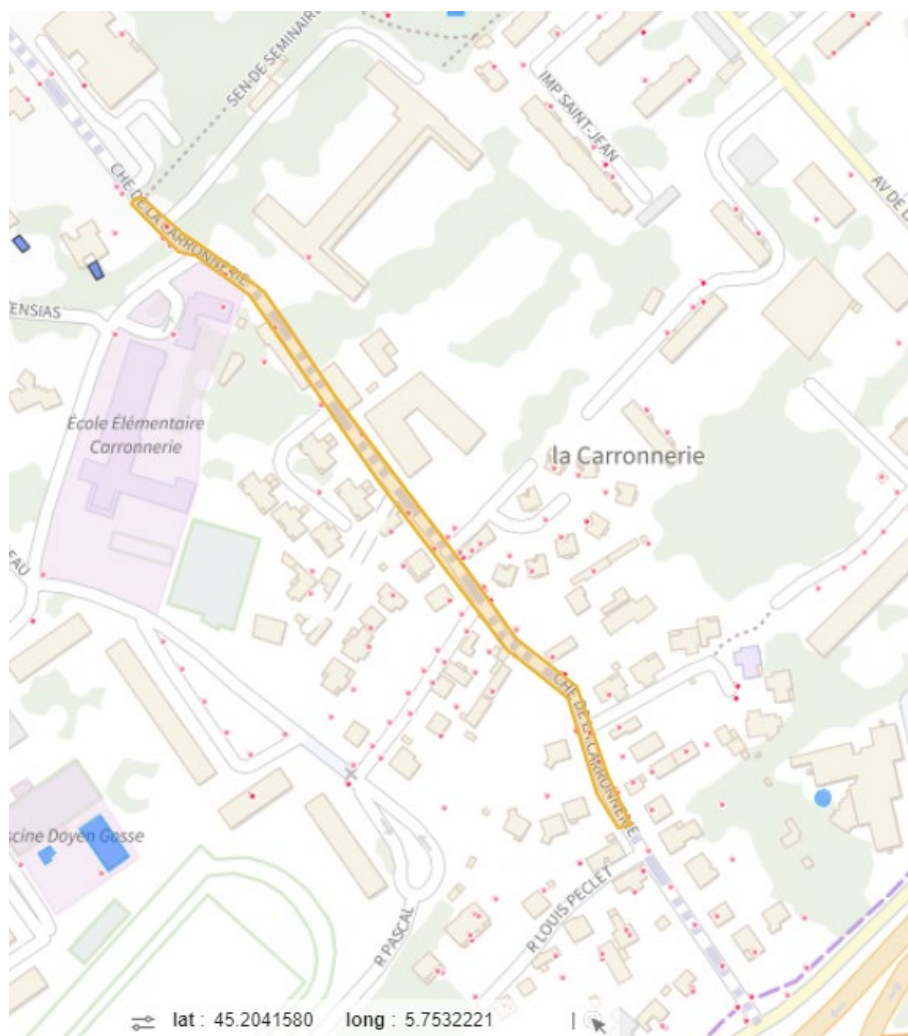 SEN DE SEMINAIRE
IMP SAINT-JEAN
CHE DE LA CARRONNERIE
AV DE L
ENSIAS
École Élémentaire
Carronnerie
la Carronnerie
EAU
CHE DE LA CARRONNERIE
scine Doyen Gosse
R LOUIS PECLET
R PASCAL
lat : 45.2041580 long : 5.7532221 |